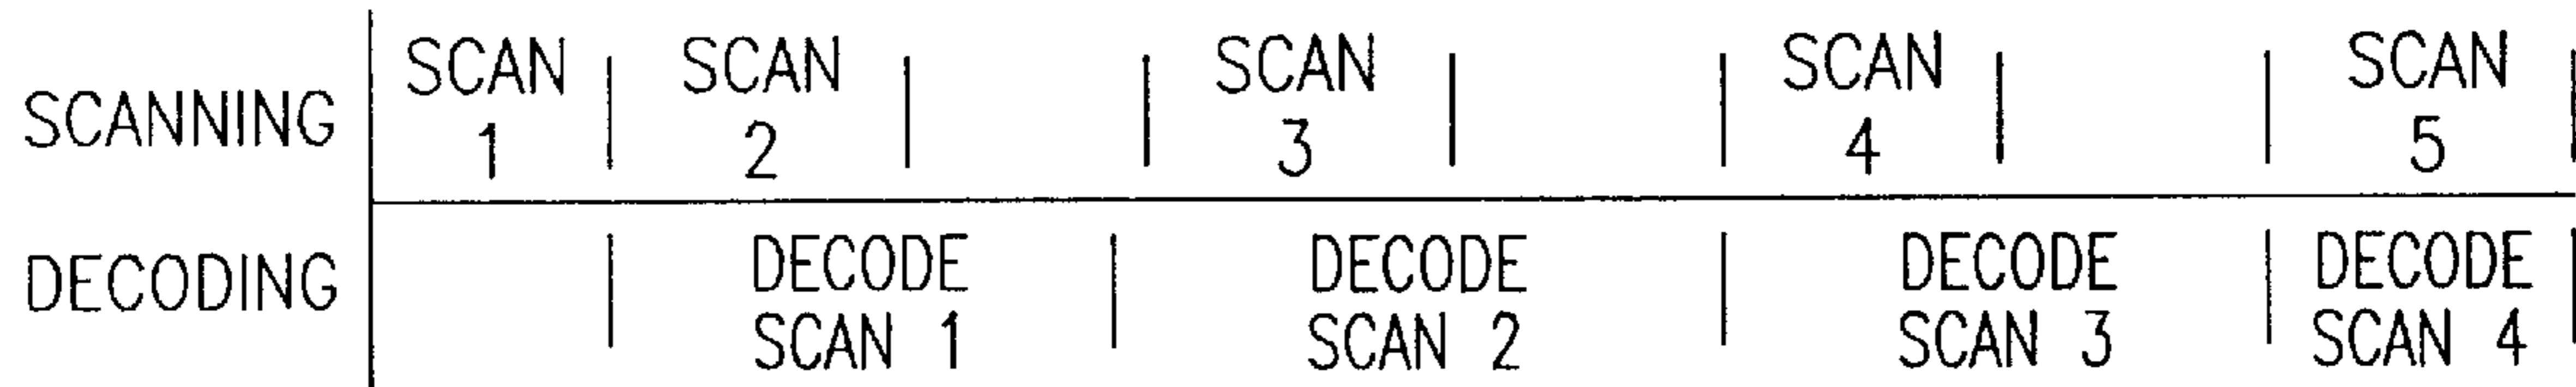 SCANNING
SCAN 1
SCAN 2
SCAN 3
SCAN 4
SCAN 5
DECODING
DECODE
SCAN 1
DECODE
SCAN 2
DECODE
SCAN 3
DECODE
SCAN 4